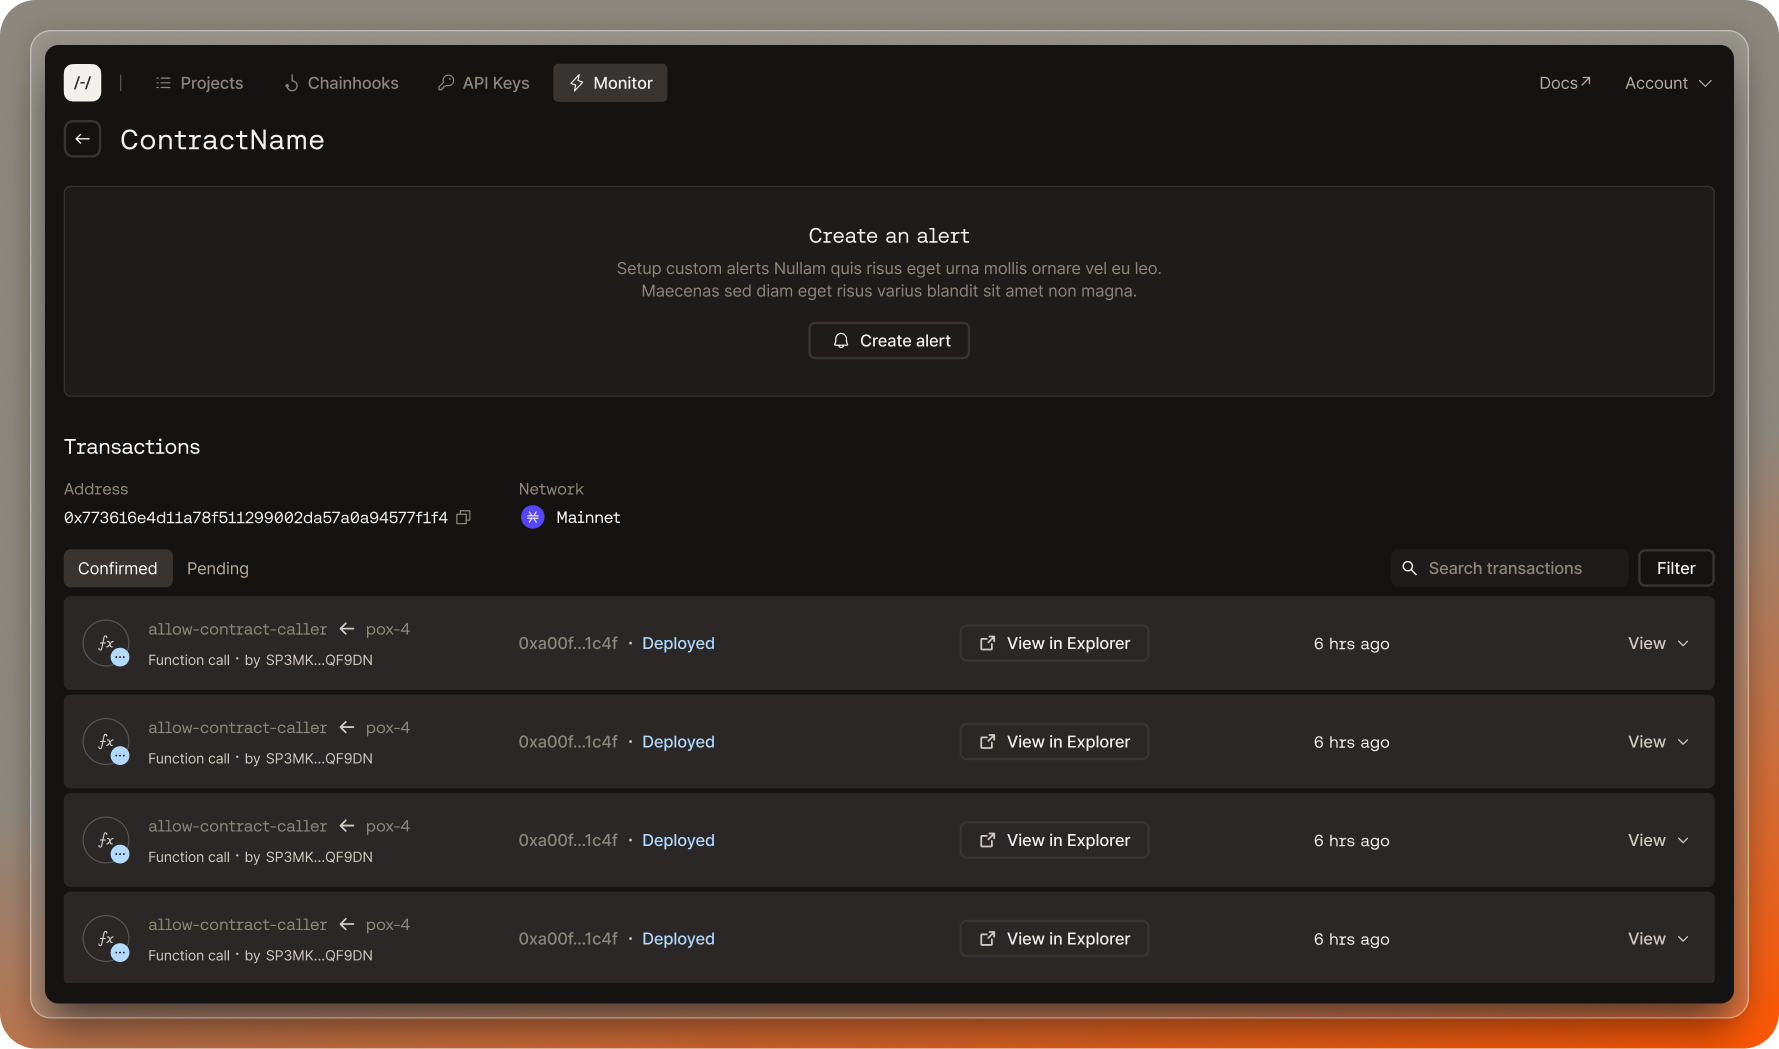 /-/ | Projects Chainhooks API Keys Monitor Docs Account
ContractName
Create an alert
Setup custom alerts Nullam quis risus eget urna mollis ornare vel eu leo.
Maecenas sed diam eget risus varius blandit sit amet non magna.
Create alert
Transactions
Address Network
0x773616e4d11a78f511299002da57a0a94577f1f4 Mainnet
Confirmed Pending Search transactions Filter
allow-contract-caller ← pox-4
fx 0xa00f...1c4f • Deployed View in Explorer 6 hrs ago View
Function call • by SP3MK...QF9DN
allow-contract-caller ← pox-4
fx 0xa00f...1c4f • Deployed View in Explorer 6 hrs ago View
Function call • by SP3MK...QF9DN
allow-contract-caller ← pox-4
fx 0xa00f...1c4f • Deployed View in Explorer 6 hrs ago View
Function call • by SP3MK...QF9DN
allow-contract-caller ← pox-4
fx 0xa00f...1c4f • Deployed View in Explorer 6 hrs ago View
Function call • by SP3MK...QF9DN